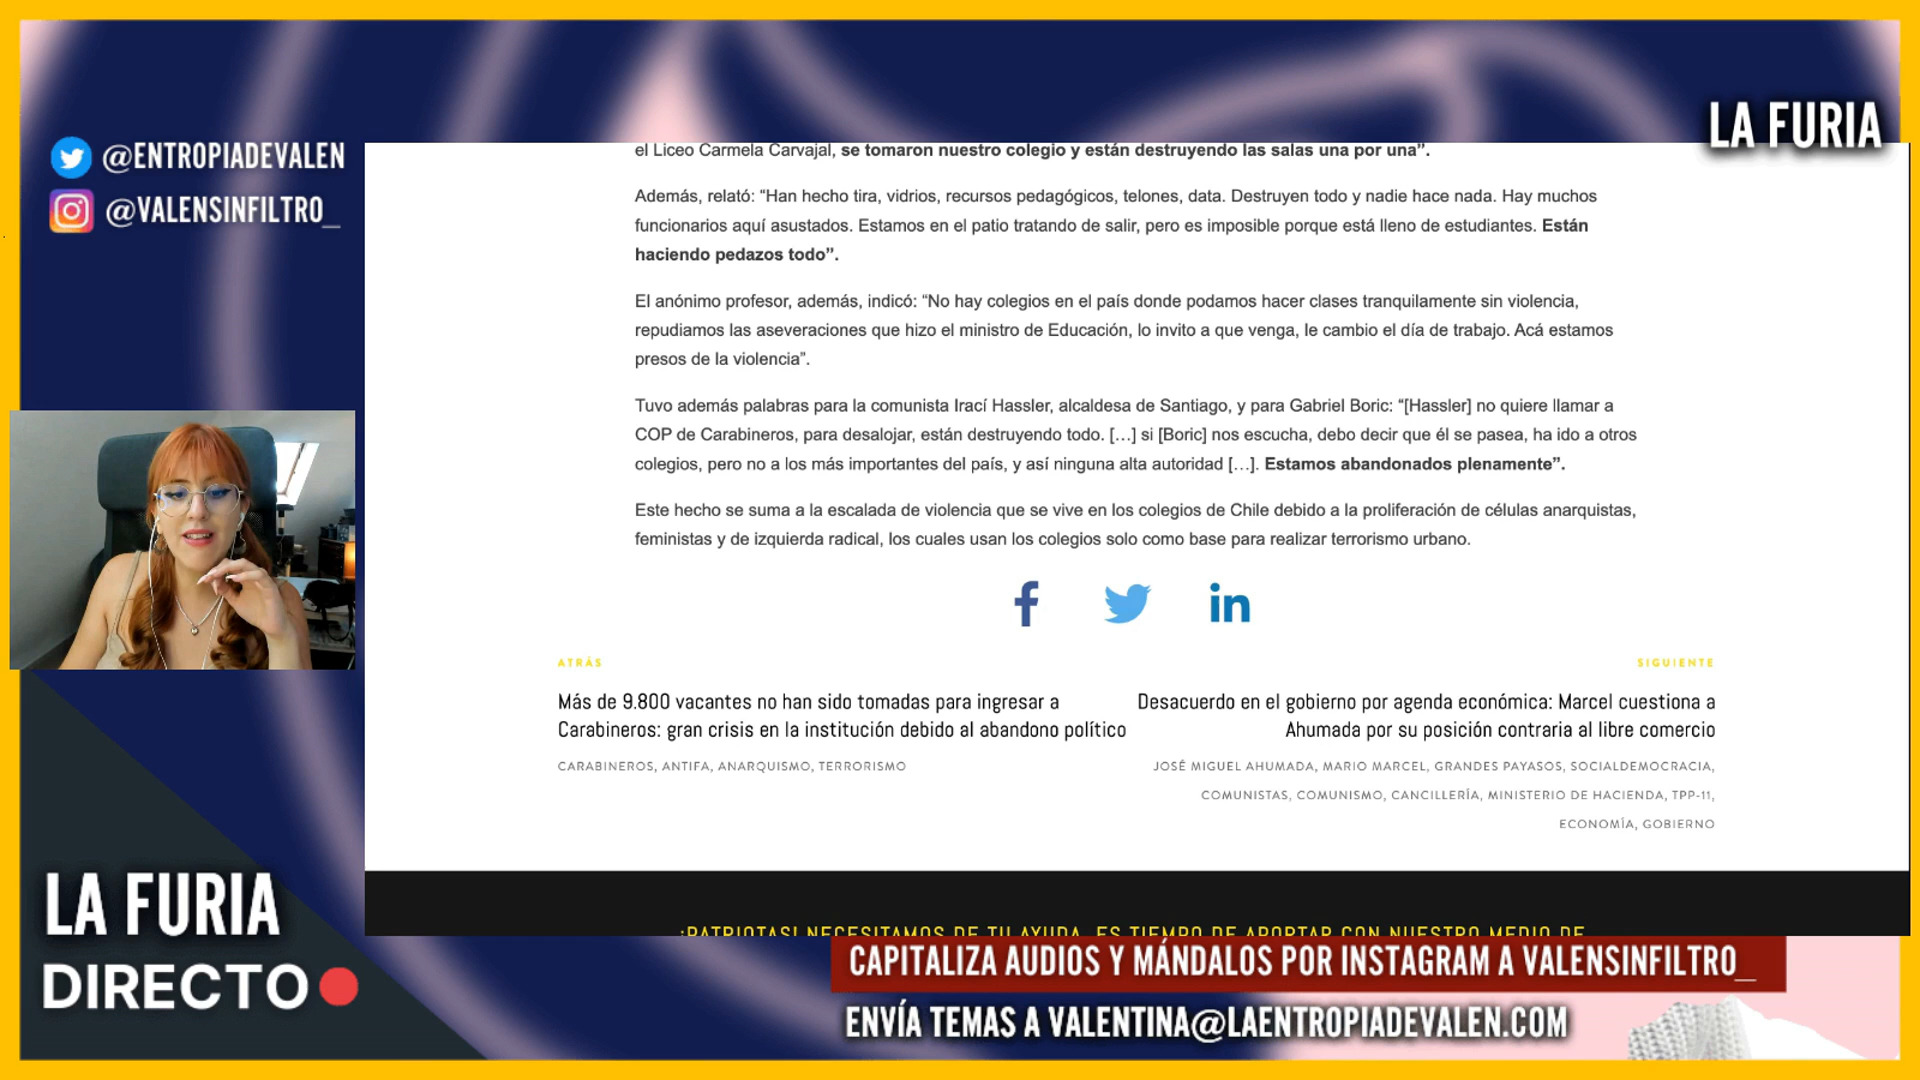 LA FURIA
@ENTROPIADEVALEN
@VALENSINFILTRO_
el Liceo Carmela Carvajal, se tomaron nuestro colegio y están destruyendo las salas una por una”.
Además, relató: “Han hecho tira, vidrios, recursos pedagógicos, telones, data. Destruyen todo y nadie hace nada. Hay muchos
funcionarios aquí asustados. Estamos en el patio tratando de salir, pero es imposible porque está lleno de estudiantes. Están
haciendo pedazos todo”.
El anónimo profesor, además, indicó: “No hay colegios en el país donde podamos hacer clases tranquilamente sin violencia,
repudiamos las aseveraciones que hizo el ministro de Educación, lo invito a que venga, le cambio el día de trabajo. Acá estamos
presos de la violencia”.
Tuvo además palabras para la comunista Irací Hassler, alcaldesa de Santiago, y para Gabriel Boric: “[Hassler] no quiere llamar a
COP de Carabineros, para desalojar, están destruyendo todo. […] si [Boric] nos escucha, debo decir que él se pasea, ha ido a otros
colegios, pero no a los más importantes del país, y así ninguna alta autoridad […]. Estamos abandonados plenamente”.
Este hecho se suma a la escalada de violencia que se vive en los colegios de Chile debido a la proliferación de células anarquistas,
feministas y de izquierda radical, los cuales usan los colegios solo como base para realizar terrorismo urbano.
ATRÁS
Más de 9.800 vacantes no han sido tomadas para ingresar a
Carabineros: gran crisis en la institución debido al abandono político
CARABINEROS, ANTIFA, ANARQUISMO, TERRORISMO
SIGUIENTE
Desacuerdo en el gobierno por agenda económica: Marcel cuestiona a
Ahumada por su posición contraria al libre comercio
JOSÉ MIGUEL AHUMADA, MARIO MARCEL, GRANDES PAYASOS, SOCIALDEMOCRACIA,
COMUNISTAS, COMUNISMO, CANCILLERÍA, MINISTERIO DE HACIENDA, TPP-11,
ECONOMÍA, GOBIERNO
¡PATRIOTAS! NECESITAMOS DE TU AYUDA. ES TIEMPO DE APORTAR CON NUESTRO MEDIO DE
LA FURIA
DIRECTO
CAPITALIZA AUDIOS Y MÁNDALOS POR INSTAGRAM A VALENSINFILTRO_
ENVÍA TEMAS A VALENTINA@LAENTROPIADEVALEN.COM